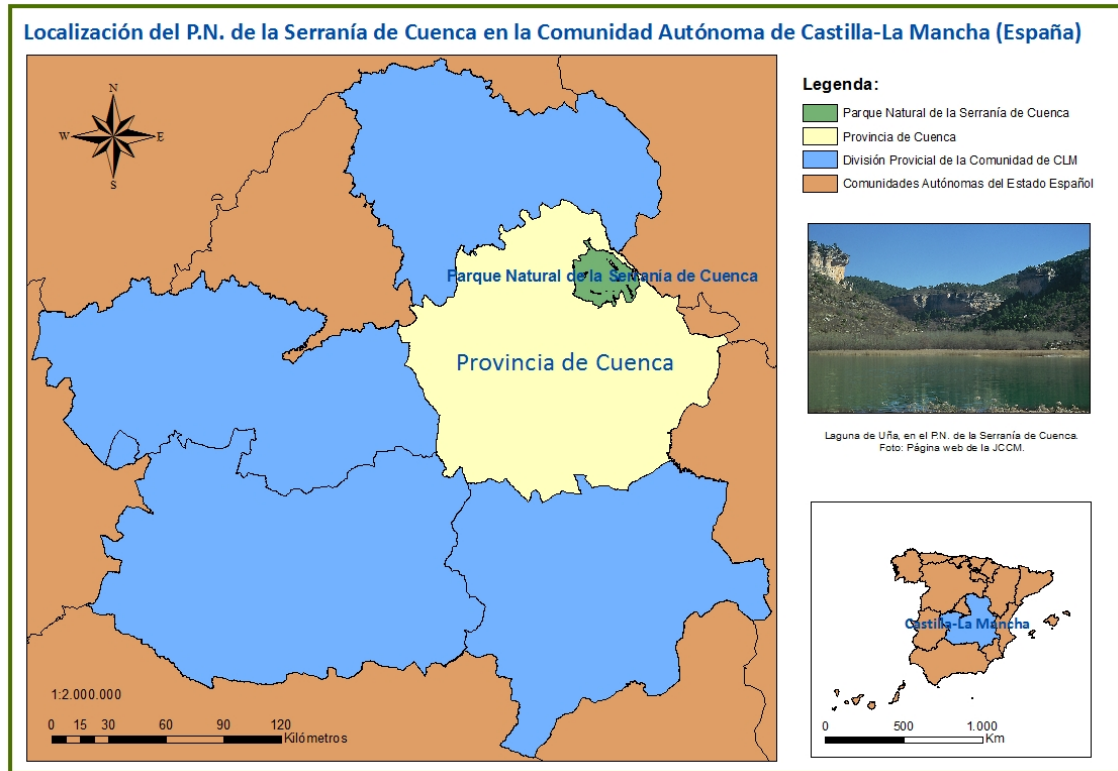 Localización del P.N. de la Serranía de Cuenca en la Comunidad Autónoma de Castilla-La Mancha (España)
N
W
E
S
Parque Natural de la Serranía de Cuenca
Provincia de Cuenca
1:2.000.000
0 15 30 60 90 120
Kilómetros
Legenda:
Parque Natural de la Serranía de Cuenca
Provincia de Cuenca
División Provicial de la Comunidad de CLM
Comunidades Autónomas del Estado Español
Laguna de Uña, en el P.N. de la Serranía de Cuenca.
Foto: Página web de la JCCM.
Castilla-La Mancha
0 500 1.000
Km